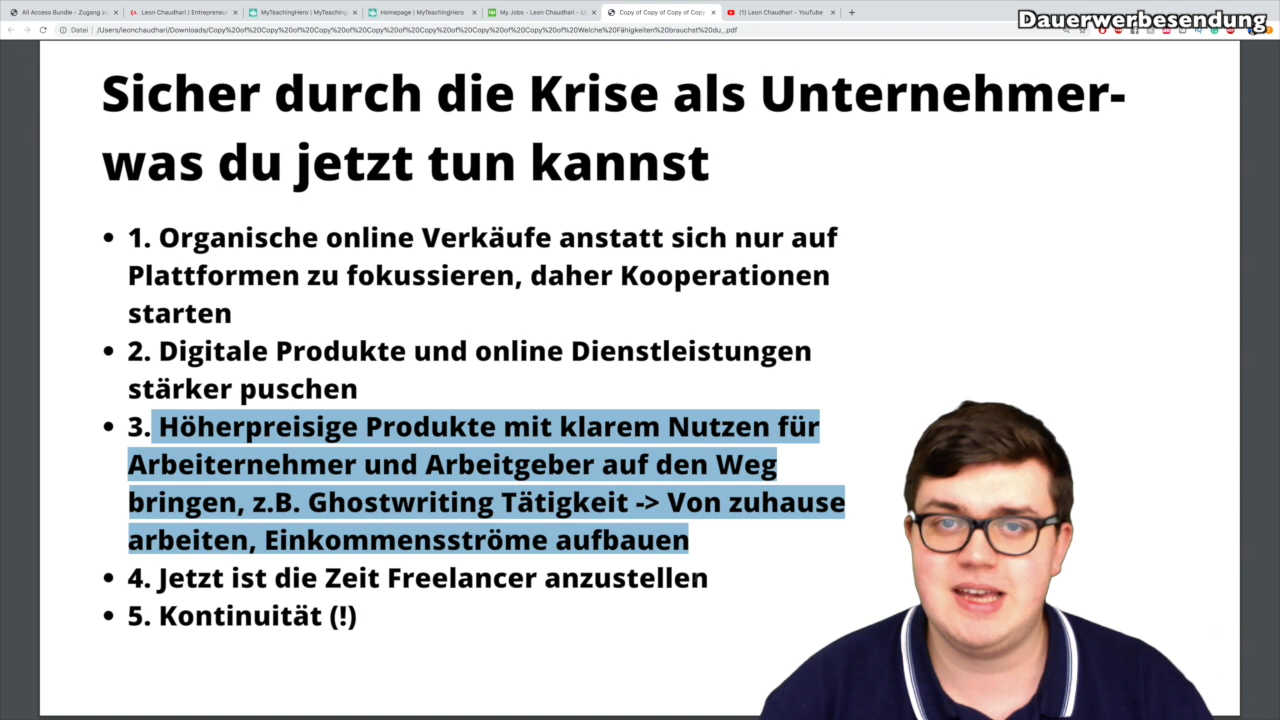 All Access Bundle - Zugang z
Leon Chaudhari | Entrepreneu
MyTeachingHero | MyTeaching
Homepage | MyTeachingHero
My Jobs - Leon Chaudhari - U
Copy of Copy of Copy of Copy
(1) Leon Chaudhari - YouTube
Dauerwerbesendung
Datei
/Users/leonchaudhari/Downloads/Copy%20of%20Copy%20of%20Copy%20of%20Copy%20of%20Copy%20of%20Copy%20of%20Copy%20of%20Welche%20Fähigkeiten%20brauchst%20du_.pdf
Sicher durch die Krise als Unternehmer-
was du jetzt tun kannst
• 1. Organische online Verkäufe anstatt sich nur auf
Plattformen zu fokussieren, daher Kooperationen
starten
• 2. Digitale Produkte und online Dienstleistungen
stärker puschen
• 3. Höherpreisige Produkte mit klarem Nutzen für
Arbeiternehmer und Arbeitgeber auf den Weg
bringen, z.B. Ghostwriting Tätigkeit -> Von zuhause
arbeiten, Einkommensströme aufbauen
• 4. Jetzt ist die Zeit Freelancer anzustellen
• 5. Kontinuität (!)